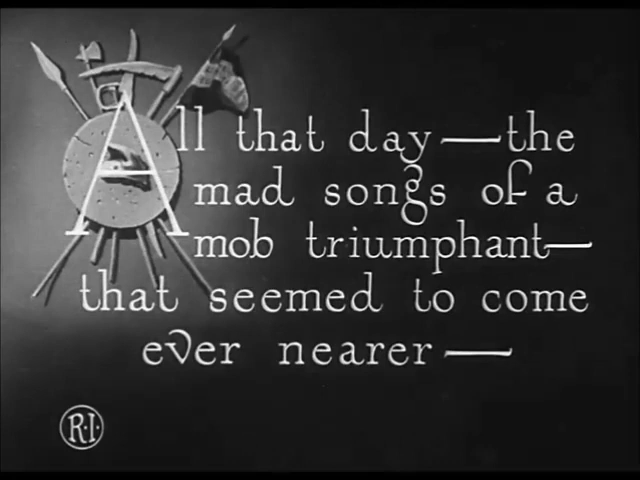 All that day—the
mad songs of a
mob triumphant—
that seemed to come
ever nearer—
R·I·